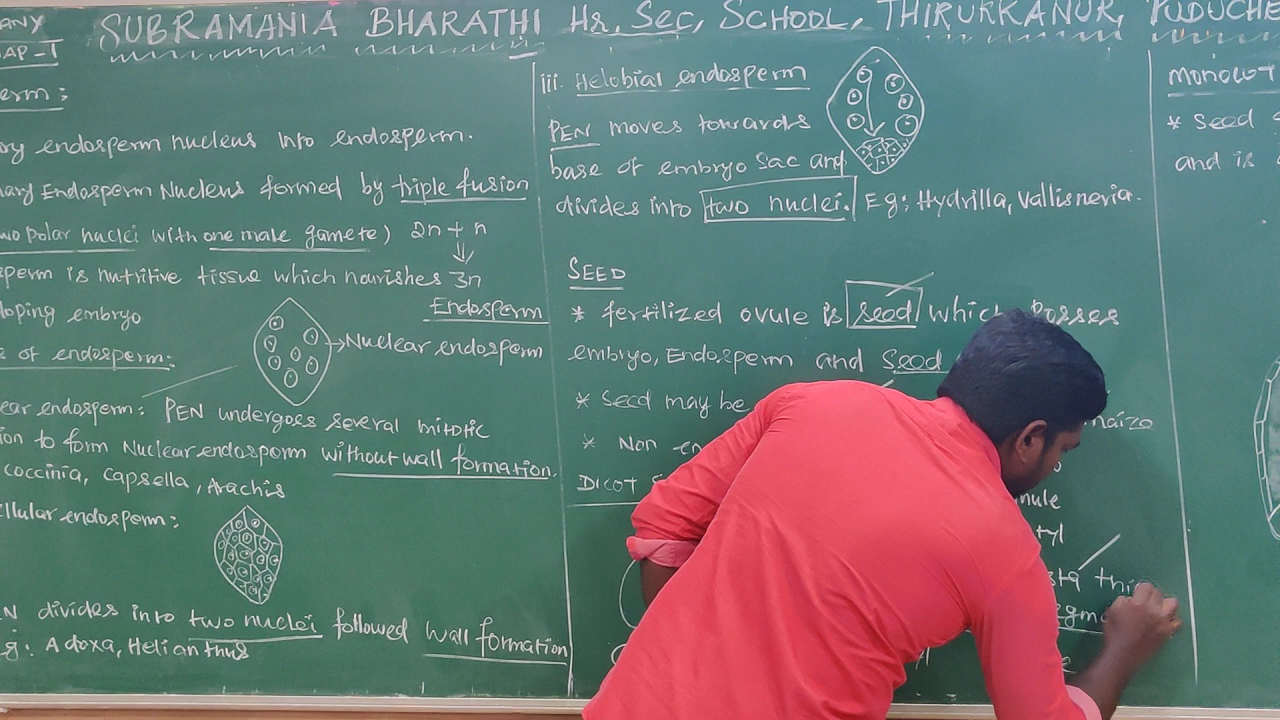 ANY SUBRAMANIA BHARATHI Hr, Sec, SCHOOL, THIRUKKANUR, PUDUCHE
AP-I
erm:
ory endosperm nucleus into endosperm.
nary Endosperm Nucleus formed by triple fusion
wo polar nuclei with one male gamete) 2n + n
sperm is nutritive tissue which nourishes 3n
loping embryo
Endosperm
Nuclear endosperm
s of endosperm:
ear endosperm: PEN undergoes several mitotic
ion to form Nuclear endosperm without wall formation.
coccinia, capsella, Arachis
ellular endosperm:
N divides into two nuclei followed wall formation
g: Adoxa, Helianthus
iii. Helobial endosperm
PEN moves towards
base of embryo sac and
divides into two nuclei. Eg: Hydrilla, Vallisneria.
SEED
* fertilized ovule is seed which posses
embryo, Endosperm and Seed
* Seed may be maize
* Non en
DICOT
mule
tyl
sta thi
egm
MONOCOT
* Seed
and is